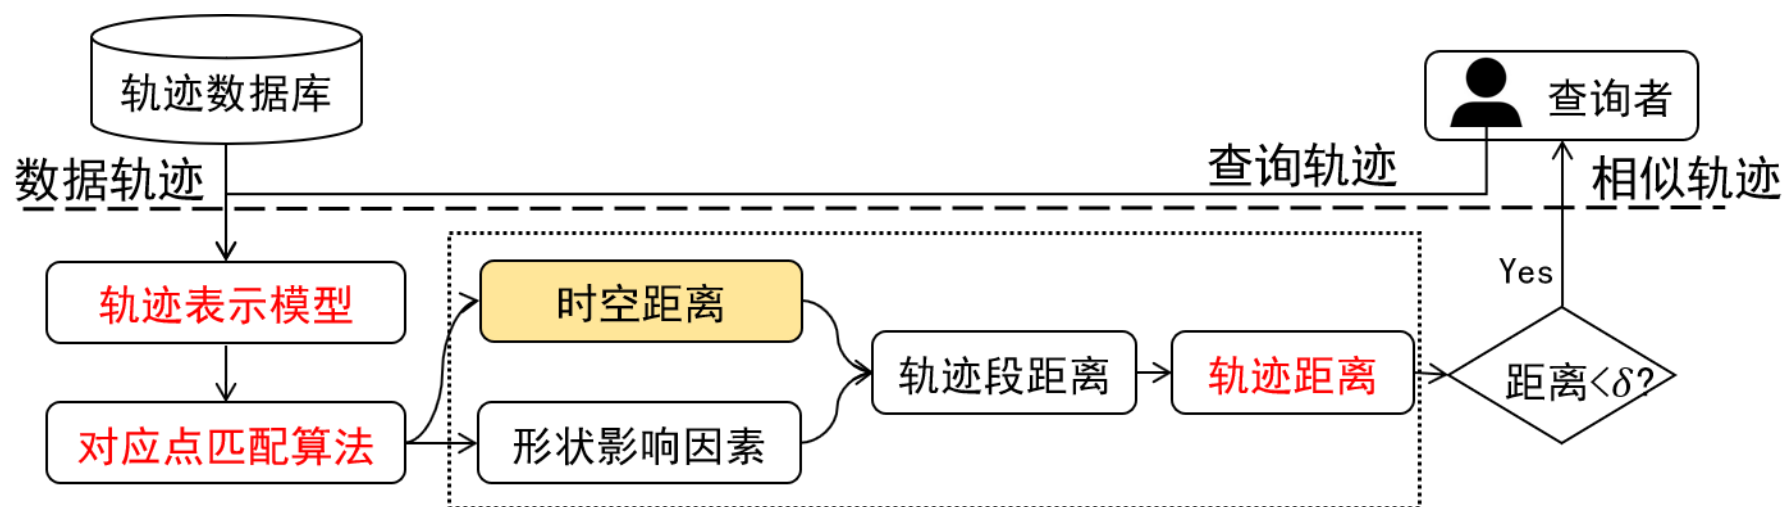 轨迹数据库
查询者
数据轨迹
查询轨迹
相似轨迹
轨迹表示模型
时空距离
Yes
轨迹段距离
轨迹距离
距离<δ?
对应点匹配算法
形状影响因素